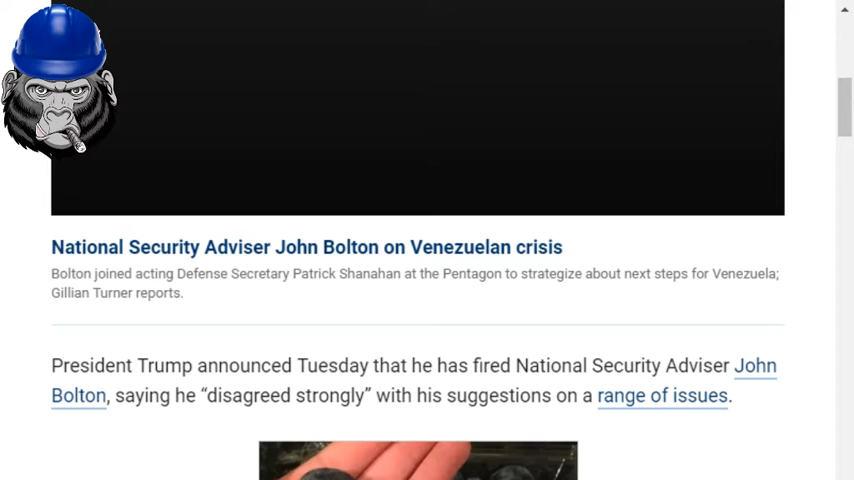 National Security Adviser John Bolton on Venezuelan crisis
Bolton joined acting Defense Secretary Patrick Shanahan at the Pentagon to strategize about next steps for Venezuela;
Gillian Turner reports.
President Trump announced Tuesday that he has fired National Security Adviser John
Bolton, saying he “disagreed strongly” with his suggestions on a range of issues.